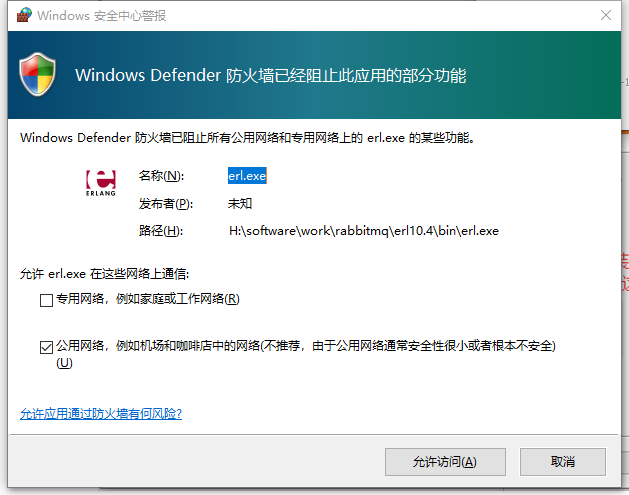 Windows 安全中心警报
Windows Defender 防火墙已经阻止此应用的部分功能
Windows Defender 防火墙已阻止所有公用网络和专用网络上的 erl.exe 的某些功能。
ERLANG
名称(N):
erl.exe
发布者(P):
未知
路径(H):
H:\software\work\rabbitmq\erl10.4\bin\erl.exe
允许 erl.exe 在这些网络上通信:
专用网络，例如家庭或工作网络(R)
公用网络，例如机场和咖啡店中的网络(不推荐，由于公用网络通常安全性很小或者根本不安全)
(U)
允许应用通过防火墙有何风险?
允许访问(A)
取消